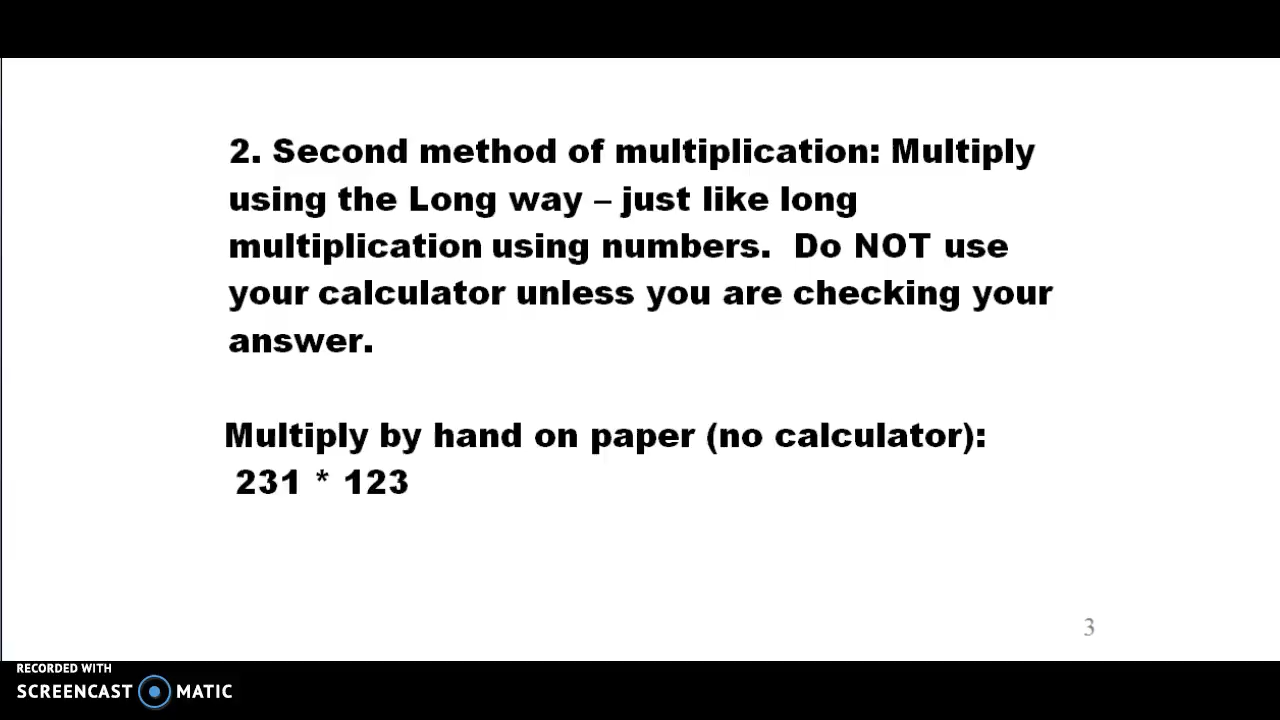 2. Second method of multiplication: Multiply
using the Long way – just like long
multiplication using numbers.  Do NOT use
your calculator unless you are checking your
answer.
Multiply by hand on paper (no calculator):
231 * 123
3
RECORDED WITH
SCREENCAST MATIC